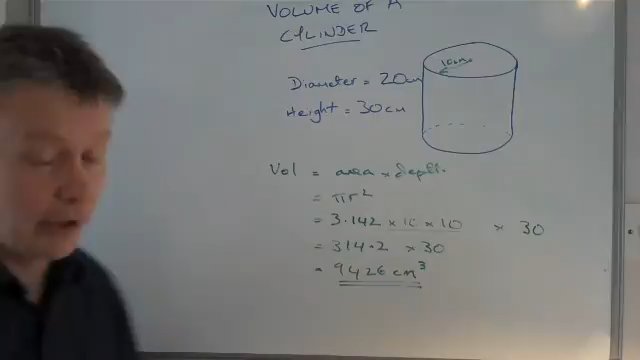 VOLUME OF A
CYLINDER
10cm
Diameter = 20cm
Height = 30cm
Vol = area × depth.
= πr²
= 3.142 × 10 × 10 × 30
= 314.2 × 30
= 9426 cm³